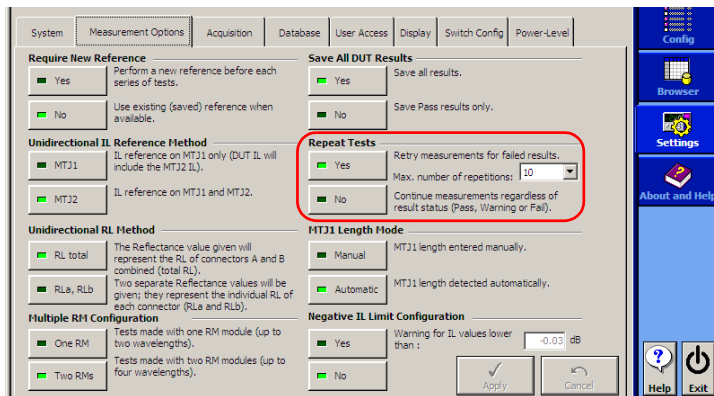 System
Measurement Options
Acquisition
Database
User Access
Display
Switch Config
Power-Level
Require New Reference
Yes
Perform a new reference before each
series of tests.
No
Use existing (saved) reference when
available.
Unidirectional IL Reference Method
MTJ1
IL reference on MTJ1 only (DUT IL will
include the MTJ2 IL).
MTJ2
IL reference on MTJ1 and MTJ2.
Unidirectional RL Method
RL total
The Reflectance value given will
represent the RL of connectors A and B
combined (total RL).
RLa, RLb
Two separate Reflectance values will be
given; they represent the individual RL of
each connector (RLa and RLb).
Multiple RM Configuration
One RM
Tests made with one RM module (up to
two wavelengths).
Two RMs
Tests made with two RM modules (up to
four wavelengths).
Save All DUT Results
Yes
Save all results.
No
Save Pass results only.
Repeat Tests
Yes
Retry measurements for failed results.
Max. number of repetitions: 10
No
Continue measurements regardless of
result status (Pass, Warning or Fail).
MTJ1 Length Mode
Manual
MTJ1 length entered manually.
Automatic
MTJ1 length detected automatically.
Negative IL Limit Configuration
Yes
Warning for IL values lower
than : -0.03 dB
No
Apply
Cancel
Config
Browser
Settings
About and Help
Help
Exit